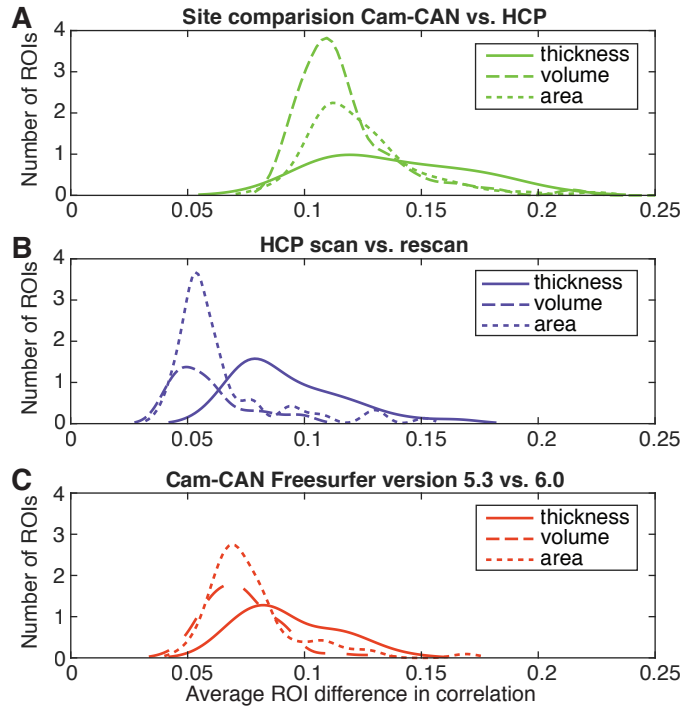 A
Site comparision Cam-CAN vs. HCP
Number of ROIs
4
3
2
1
0
thickness
volume
area
0 0.05 0.1 0.15 0.2 0.25
B
HCP scan vs. rescan
Number of ROIs
4
3
2
1
0
thickness
volume
area
0 0.05 0.1 0.15 0.2 0.25
C
Cam-CAN Freesurfer version 5.3 vs. 6.0
Number of ROIs
4
3
2
1
0
thickness
volume
area
0 0.05 0.1 0.15 0.2 0.25
Average ROI difference in correlation